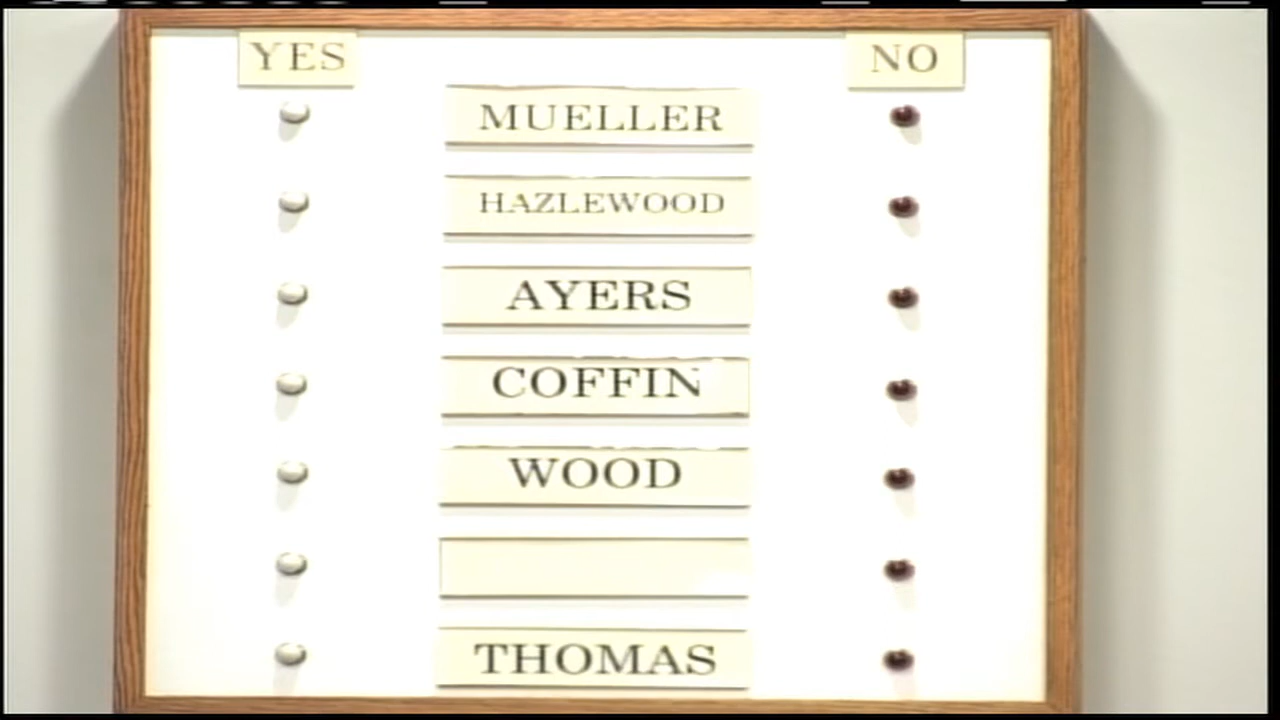 YES NO
MUELLER
HAZLEWOOD
AYERS
COFFIN
WOOD
THOMAS